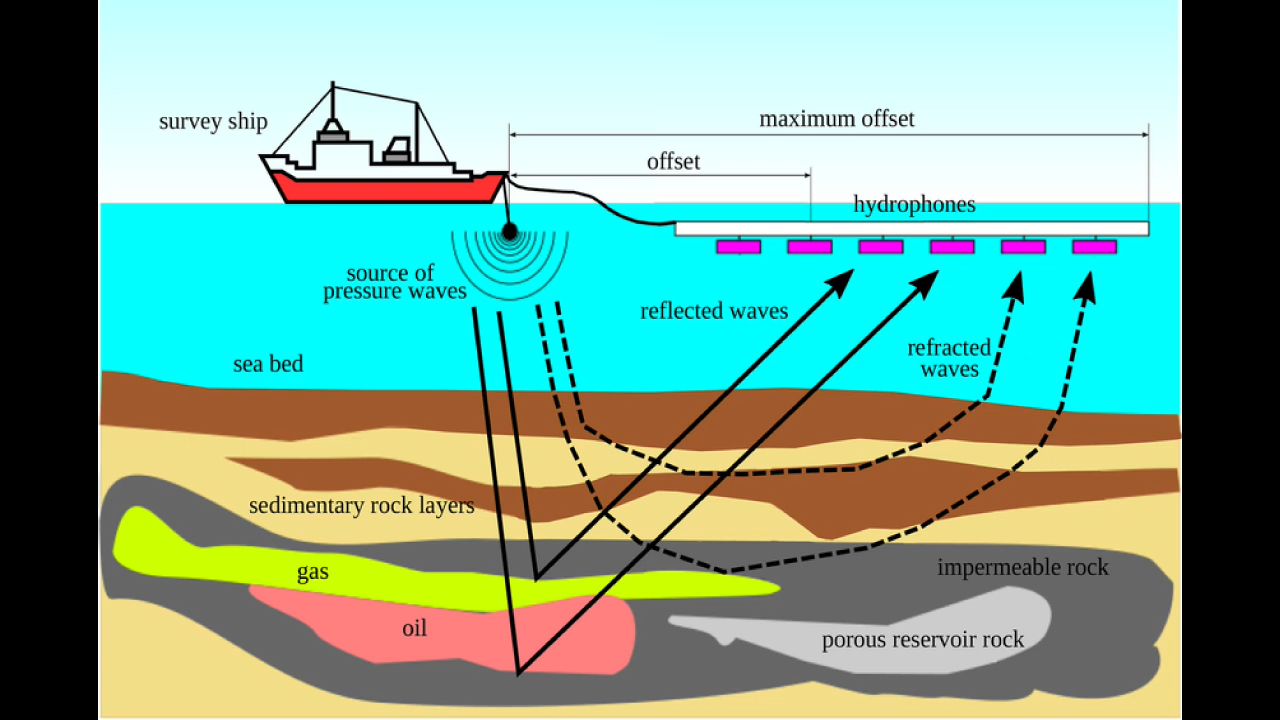 survey ship
maximum offset
offset
hydrophones
source of
pressure waves
reflected waves
refracted
waves
sea bed
sedimentary rock layers
gas
impermeable rock
oil
porous reservoir rock